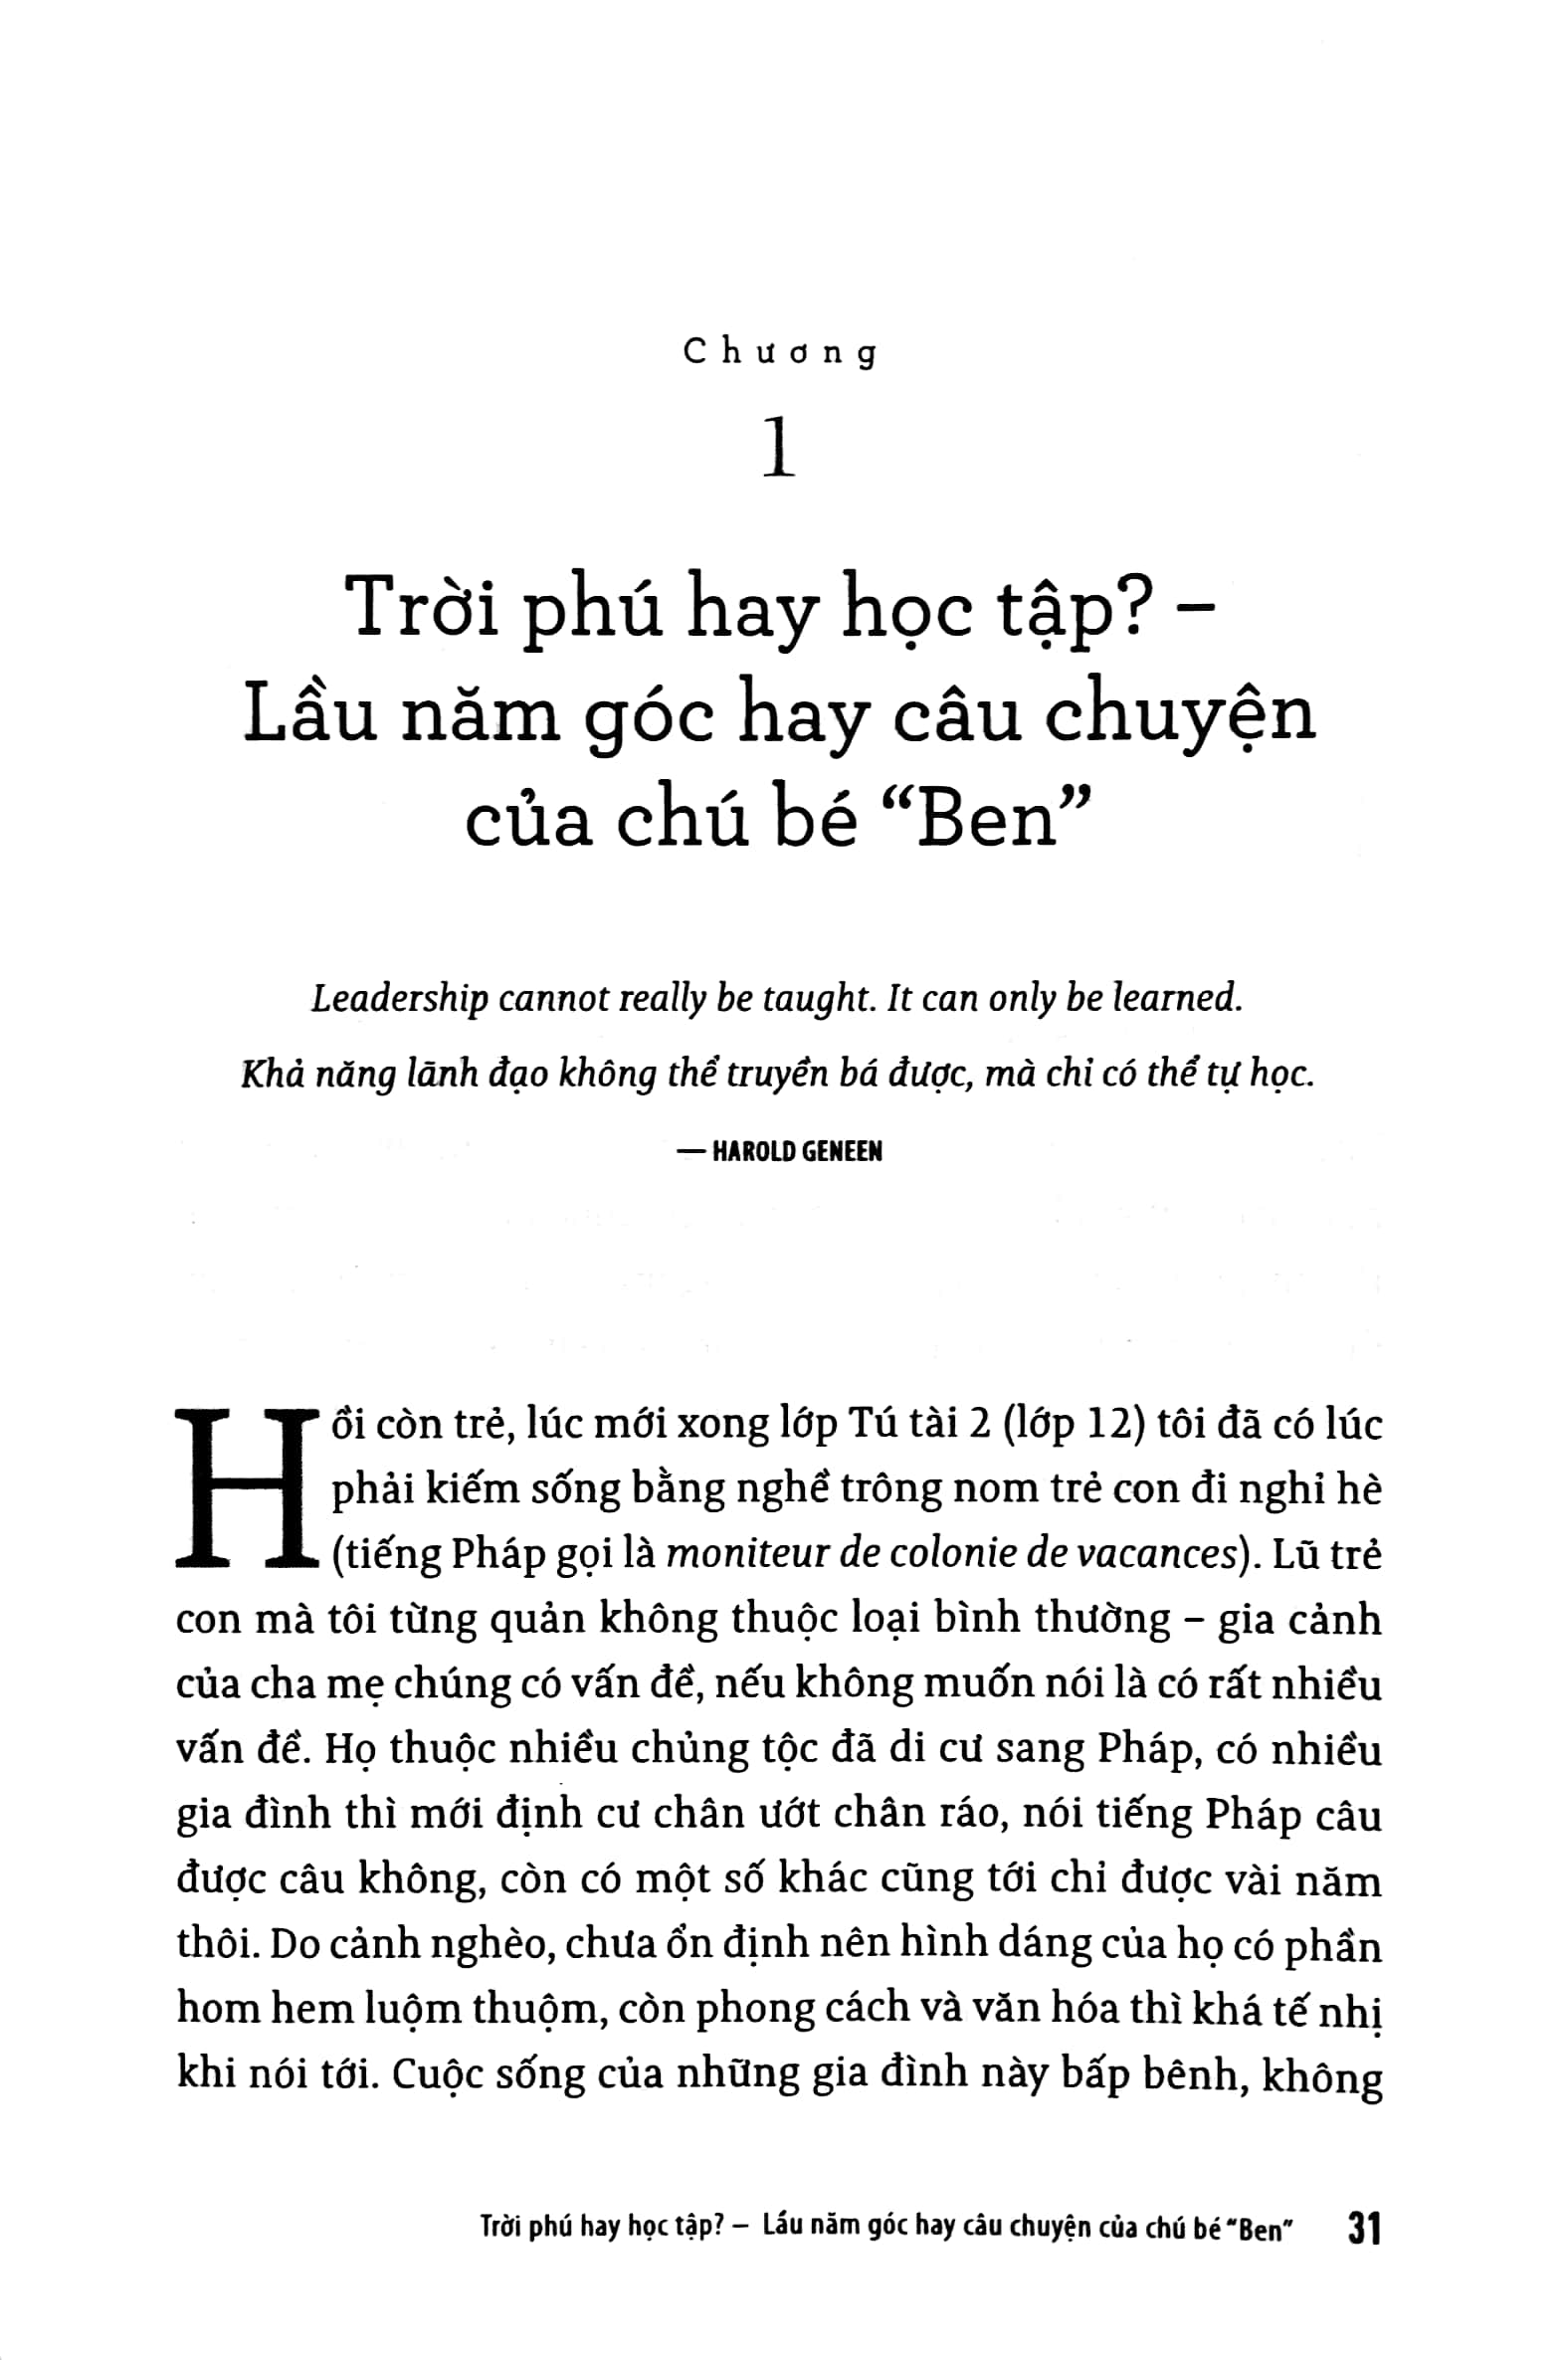 Chương
1
Trời phú hay học tập? –
Lầu năm góc hay câu chuyện
của chú bé “Ben”
Leadership cannot really be taught. It can only be learned.
Khả năng lãnh đạo không thể truyền bá được, mà chỉ có thể tự học.
— HAROLD GENEEN
Hồi còn trẻ, lúc mới xong lớp Tú tài 2 (lớp 12) tôi đã có lúc
phải kiếm sống bằng nghề trông nom trẻ con đi nghỉ hè
(tiếng Pháp gọi là moniteur de colonie de vacances). Lũ trẻ
con mà tôi từng quản không thuộc loại bình thường – gia cảnh
của cha mẹ chúng có vấn đề, nếu không muốn nói là có rất nhiều
vấn đề. Họ thuộc nhiều chủng tộc đã di cư sang Pháp, có nhiều
gia đình thì mới định cư chân ướt chân ráo, nói tiếng Pháp câu
được câu không, còn có một số khác cũng tới chỉ được vài năm
thôi. Do cảnh nghèo, chưa ổn định nên hình dáng của họ có phần
hom hem luộm thuộm, còn phong cách và văn hóa thì khá tế nhị
khi nói tới. Cuộc sống của những gia đình này bấp bênh, không
Trời phú hay học tập? – Lầu năm góc hay câu chuyện của chú bé “Ben” 31